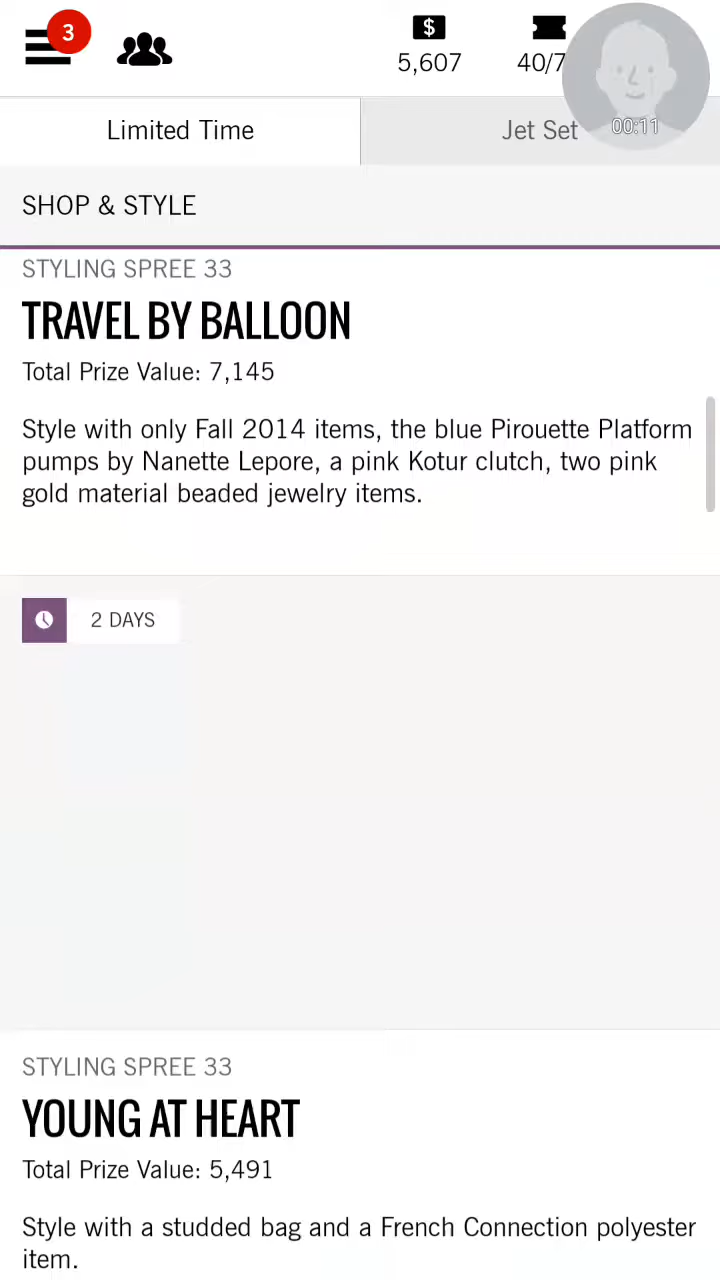 3
$
5,607
40/7
00:11
Limited Time
Jet Set
SHOP & STYLE
STYLING SPREE 33
TRAVEL BY BALLOON
Total Prize Value: 7,145
Style with only Fall 2014 items, the blue Pirouette Platform
pumps by Nanette Lepore, a pink Kotur clutch, two pink
gold material beaded jewelry items.
2 DAYS
STYLING SPREE 33
YOUNG AT HEART
Total Prize Value: 5,491
Style with a studded bag and a French Connection polyester
item.